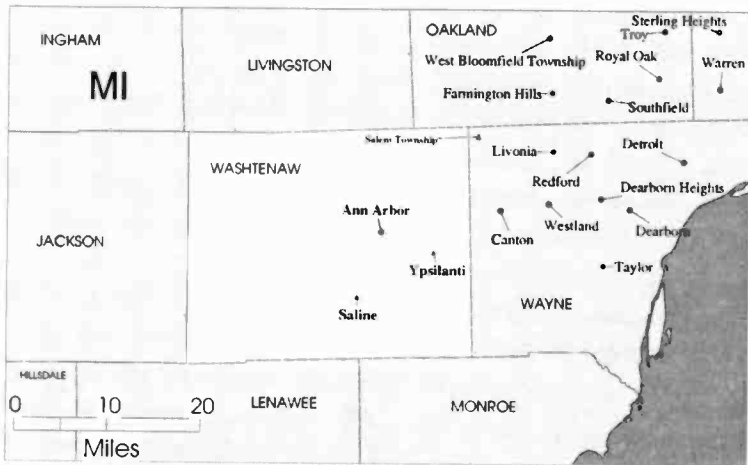 INGHAM
MI
LIVINGSTON
OAKLAND
Sterling Heights
Troy
West Bloomfield Township
Royal Oak
Warren
Farmington Hills
Southfield
Salem Township
WASHTENAW
Livonia
Detroit
Redford
Dearborn Heights
Ann Arbor
Canton
Westland
Dearborn
JACKSON
Ypsilanti
Taylor
Saline
WAYNE
HILLSDALE
0 10 20
Miles
LENAWEE
MONROE